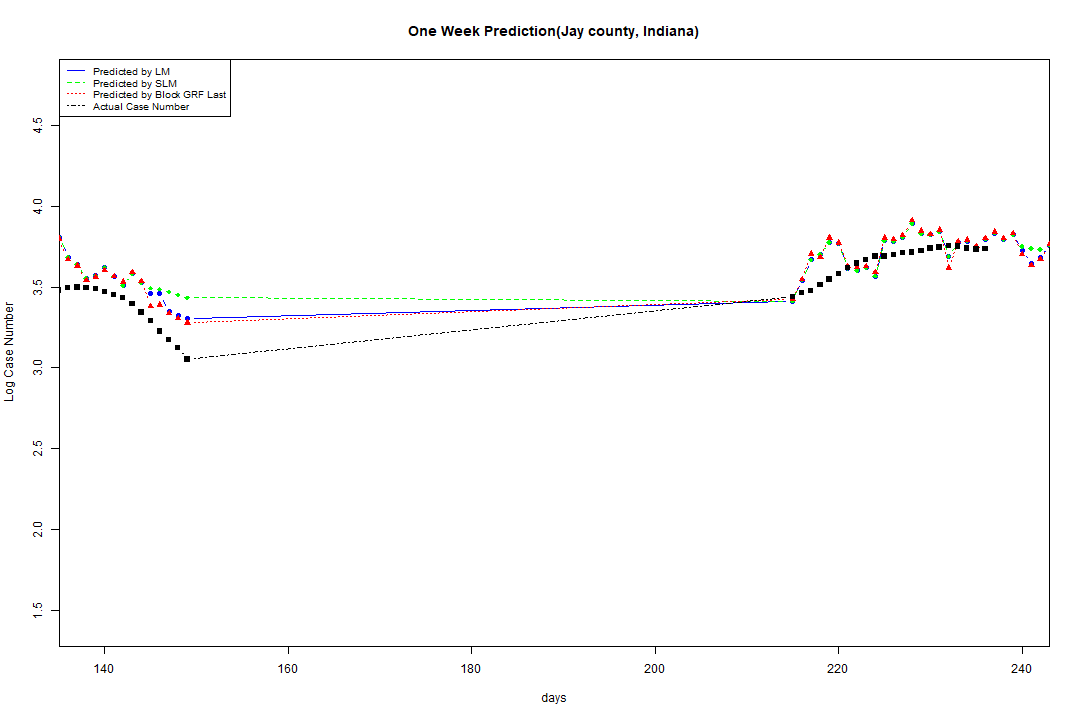 One Week Prediction(Jay county, Indiana)
Predicted by LM
Predicted by SLM
Predicted by Block GRF Last
Actual Case Number
4.5
4.0
3.5
3.0
2.5
2.0
1.5
Log Case Number
140
160
180
200
220
240
days